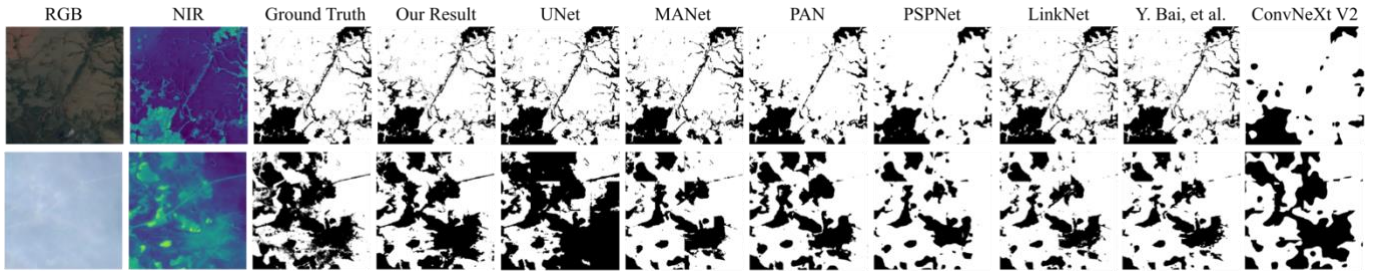 RGB NIR Ground Truth Our Result UNet MANet PAN PSPNet LinkNet Y. Bai, et al. ConvNeXt V2